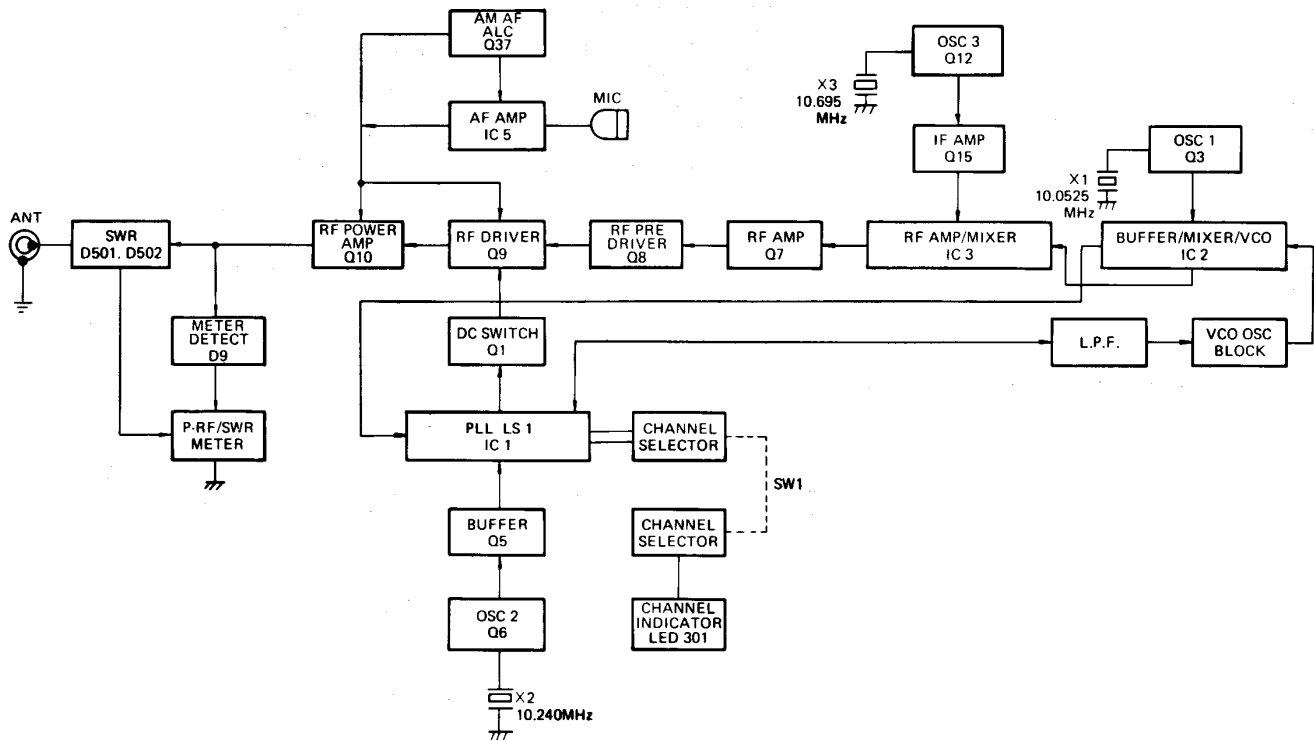 AM AF
ALC
Q37
AF AMP
IC 5
MIC
OSC 3
Q12
X3
10.695
MHz
IF AMP
Q15
OSC 1
Q3
X1
10.0525
MHz
ANT
SWR
D501. D502
RF POWER
AMP
Q10
RF DRIVER
Q9
RF PRE
DRIVER
Q8
RF AMP
Q7
RF AMP/MIXER
IC 3
BUFFER/MIXER/VCO
IC 2
METER
DETECT
D9
DC SWITCH
Q1
L.P.F.
VCO OSC
BLOCK
P-RF/SWR
METER
PLL LS 1
IC 1
CHANNEL
SELECTOR
SW1
BUFFER
Q5
CHANNEL
SELECTOR
OSC 2
Q6
CHANNEL
INDICATOR
LED 301
X2
10.240MHz